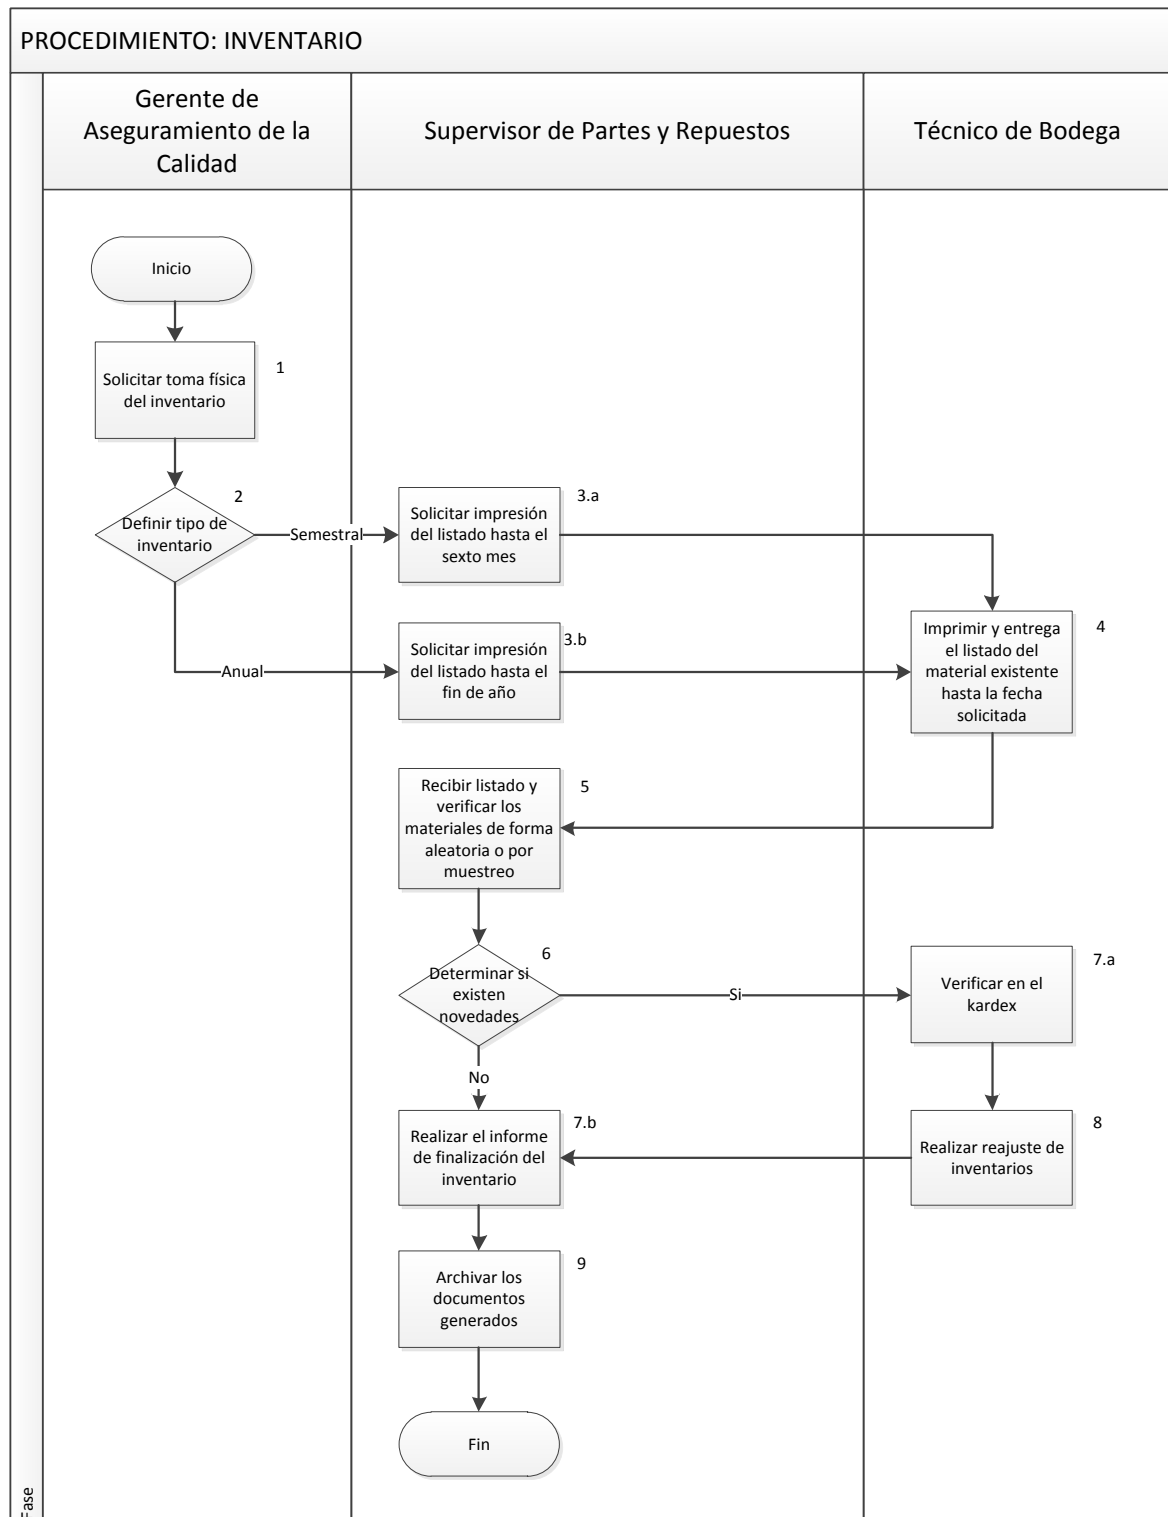 PROCEDIMIENTO: INVENTARIO
Gerente de
Aseguramiento de la
Calidad
Supervisor de Partes y Repuestos
Técnico de Bodega
Inicio
Solicitar toma física
del inventario
1
Definir tipo de
inventario
2
Semestral
Anual
Solicitar impresión
del listado hasta el
sexto mes
3.a
Solicitar impresión
del listado hasta el
fin de año
3.b
Imprimir y entrega
el listado del
material existente
hasta la fecha
solicitada
4
Recibir listado y
verificar los
materiales de forma
aleatoria o por
muestreo
5
Determinar si
existen
novedades
6
Si
No
Verificar en el
kardex
7.a
Realizar el informe
de finalización del
inventario
7.b
Realizar reajuste de
inventarios
8
Archivar los
documentos
generados
9
Fin
Fase